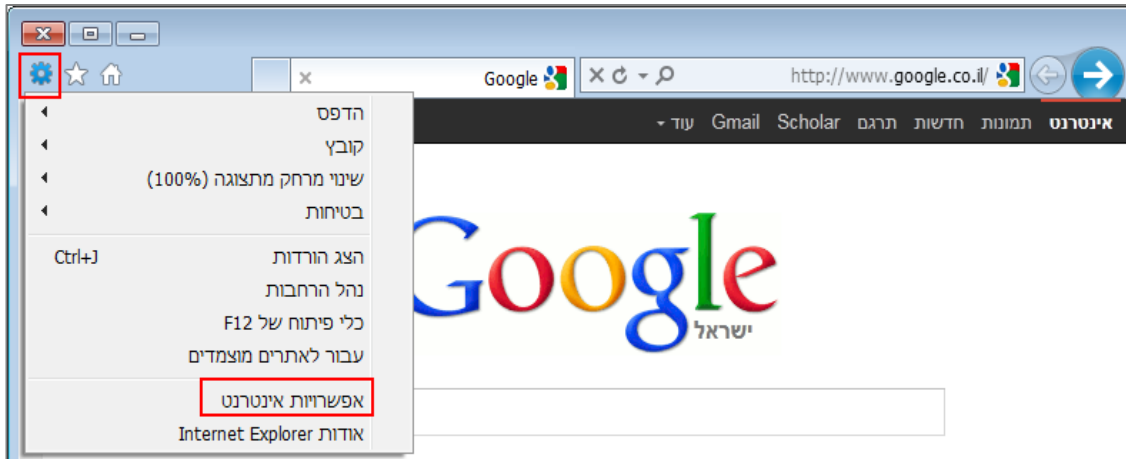 http://www.google.co.il/
Google
אינטרנט תמונות חדשות תרגם Scholar Gmail עוד
הדפס
קובץ
שינוי מרחק מתצוגה (100%)
בטיחות
הצג הורדות Ctrl+J
נהל הרחבות
כלי פיתוח של F12
עבור לאתרים מוצמדים
אפשרויות אינטרנט
אודות Internet Explorer
Google
ישראל